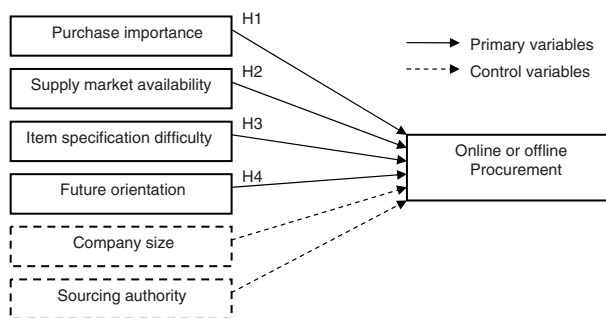 Purchase importance
H1
Supply market availability
H2
Item specification difficulty
H3
Future orientation
H4
Company size
Sourcing authority
Primary variables
Control variables
Online or offline
Procurement